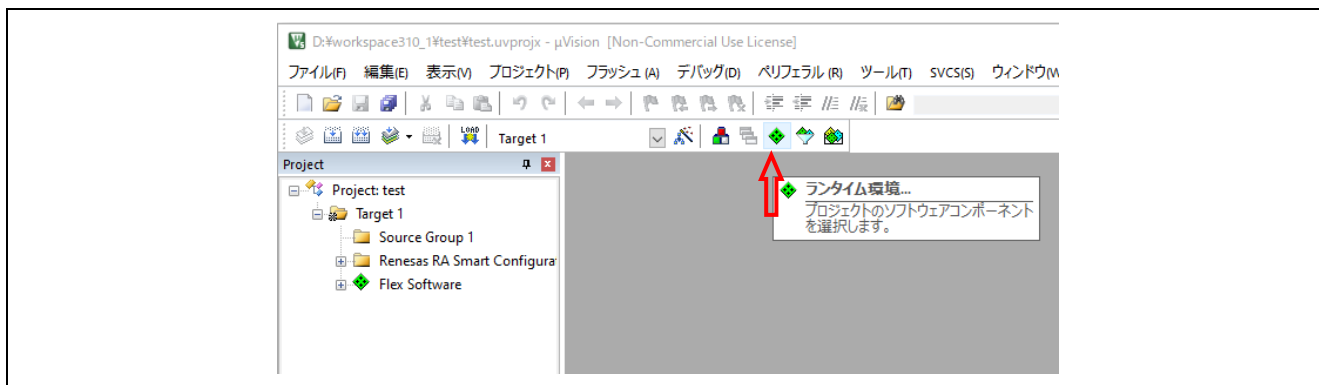 D:¥workspace310_1¥test¥test.uvprojx - µVision [Non-Commercial Use License]
ファイル(F) 編集(E) 表示(V) プロジェクト(P) フラッシュ (A) デバッグ(D) ペリフェラル (R) ツール(T) SVCS(S) ウィンドウ(W
LOAD Target 1
Project
Project: test
ランタイム環境...
Target 1
プロジェクトのソフトウェアコンポーネント
を選択します。
Source Group 1
Renesas RA Smart Configura
Flex Software